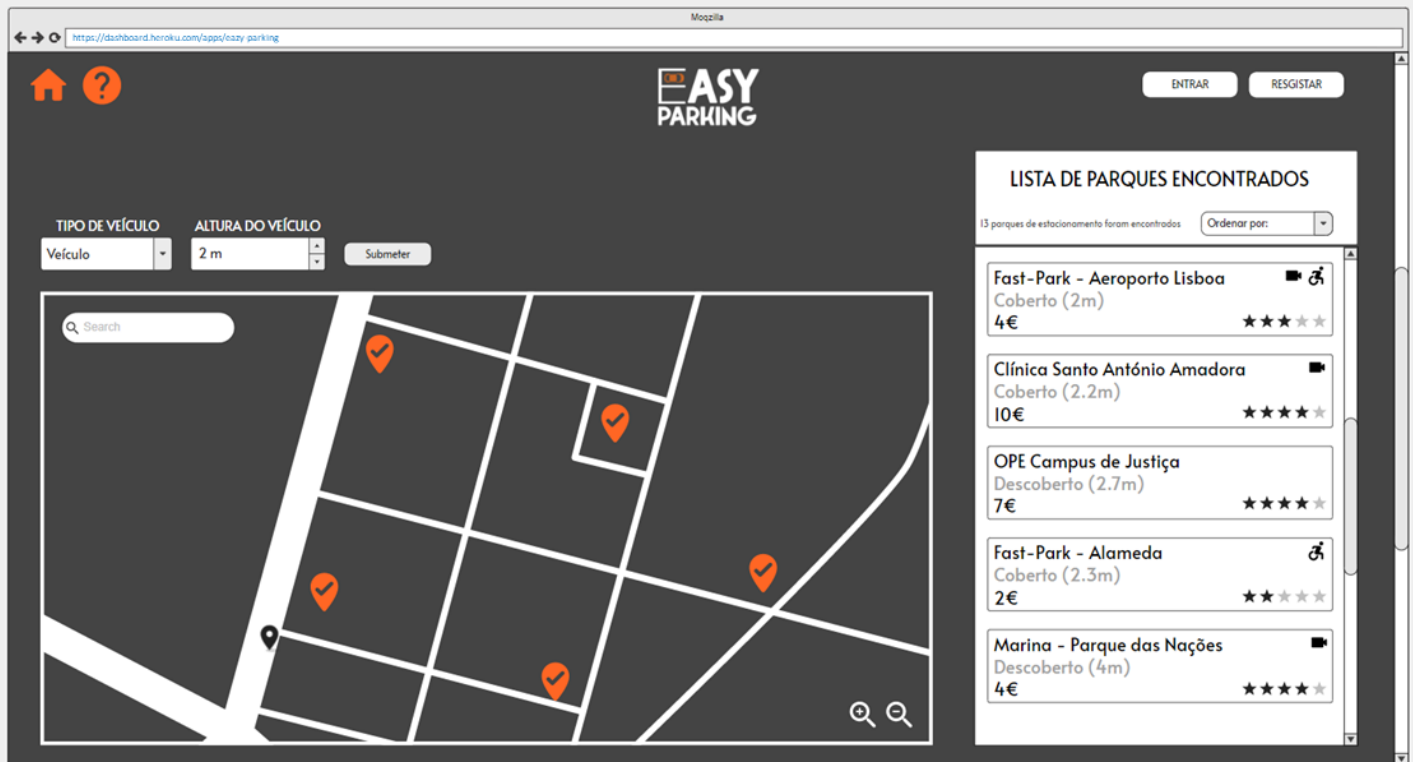 Moqzilla
https://dashboard.heroku.com/apps/eazy parking
EASY
PARKING
ENTRAR
RESGISTAR
TIPO DE VEÍCULO
ALTURA DO VEÍCULO
Veículo
2 m
Submeter
Search
LISTA DE PARQUES ENCONTRADOS
13 parques de estacionamento foram encontrados
Ordenar por:
Fast-Park - Aeroporto Lisboa
Coberto (2m)
4€
Clínica Santo António Amadora
Coberto (2.2m)
10€
OPE Campus de Justiça
Descoberto (2.7m)
7€
Fast-Park - Alameda
Coberto (2.3m)
2€
Marina - Parque das Nações
Descoberto (4m)
4€